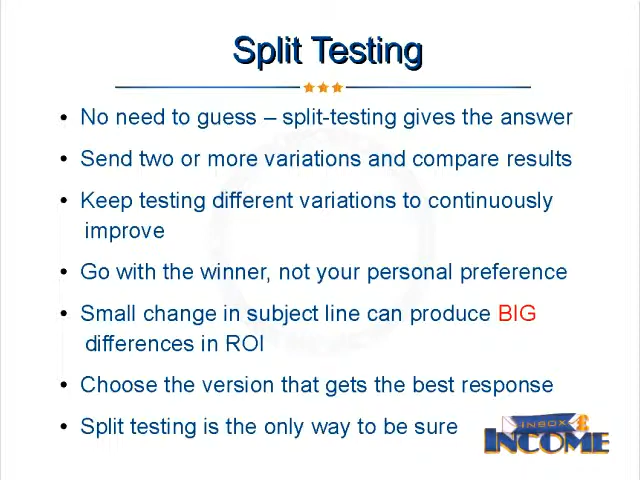 Split Testing
• No need to guess – split-testing gives the answer
• Send two or more variations and compare results
• Keep testing different variations to continuously
improve
• Go with the winner, not your personal preference
• Small change in subject line can produce BIG
differences in ROI
• Choose the version that gets the best response
• Split testing is the only way to be sure
INBOX £
INCOME